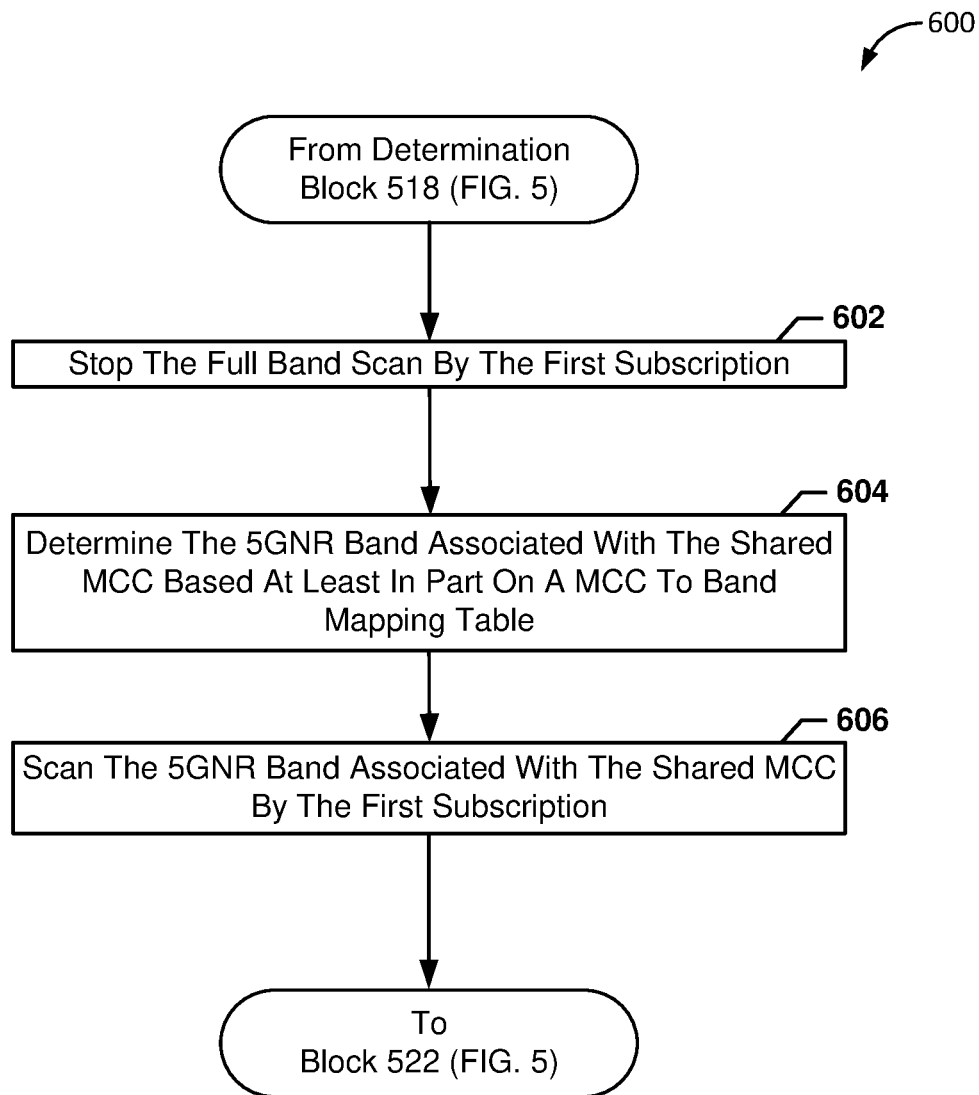 600
From Determination
Block 518 (FIG. 5)
602
Stop The Full Band Scan By The First Subscription
604
Determine The 5GNR Band Associated With The Shared
MCC Based At Least In Part On A MCC To Band
Mapping Table
606
Scan The 5GNR Band Associated With The Shared MCC
By The First Subscription
To
Block 522 (FIG. 5)